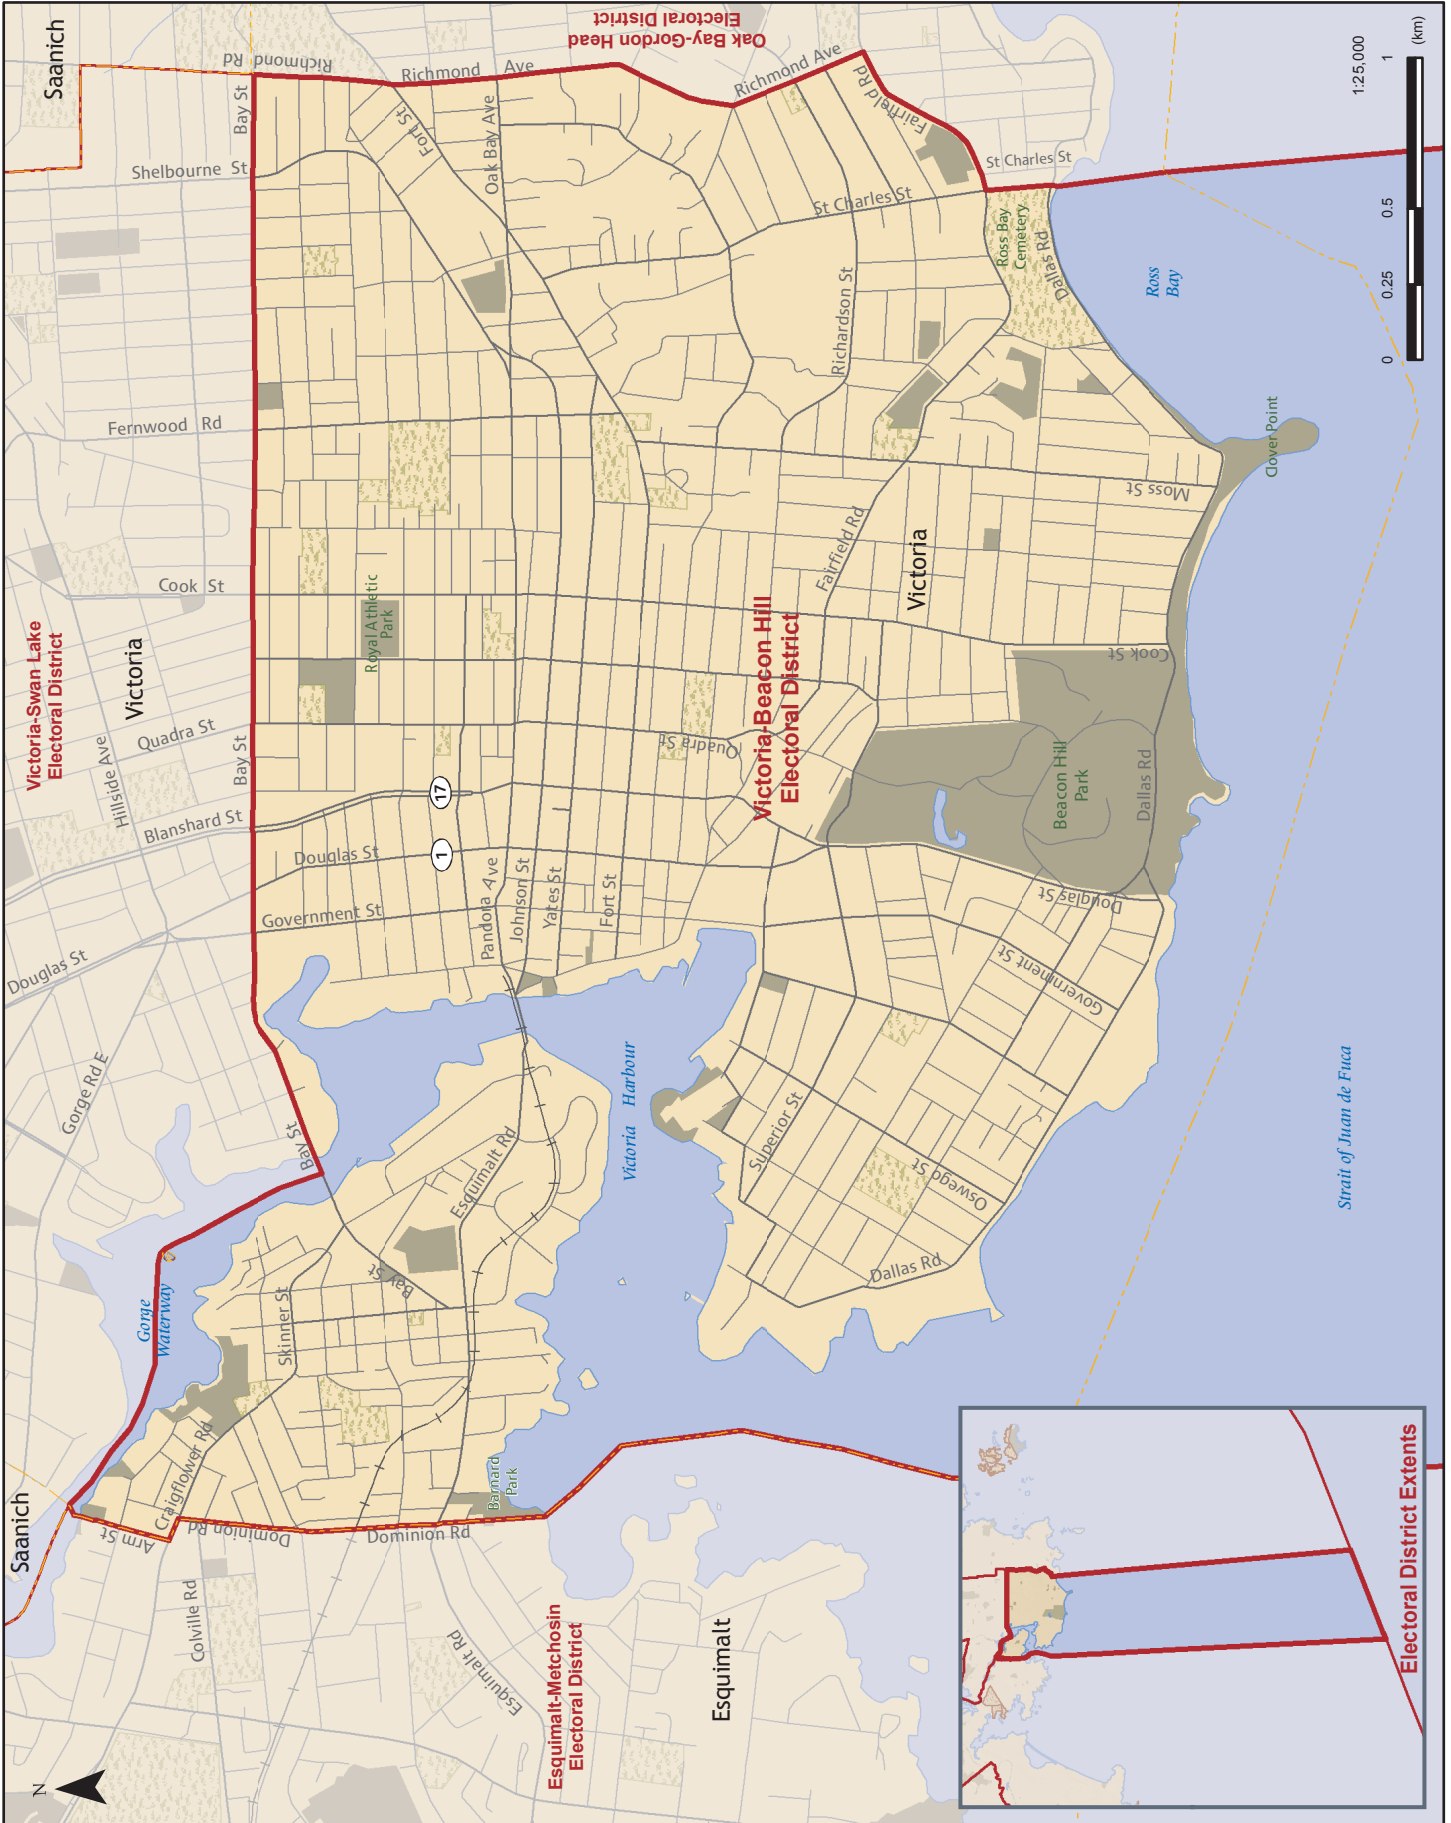 Saanich
Saanich
Victoria-Swan Lake
Electoral District
Oak Bay-Gordon Head
Electoral District
Esquimalt-Metchosin
Electoral District
Victoria-Beacon Hill
Electoral District
Victoria
Victoria
Esquimalt
N
Gorge
Waterway
Victoria Harbour
Ross
Bay
Strait of Juan de Fuca
Clover Point
Royal Athletic
Park
Beacon Hill
Park
Ross Bay
Cemetery
Barnard
Park
Arm St
Craigflower Rd
Dominion Rd
Dominion Rd
Colville Rd
Esquimalt Rd
Esquimalt Rd
Skinner St
Bay St
Bay St
Bay St
Bay St
Gorge Rd E
Douglas St
Douglas St
Douglas St
Government St
Government St
Blanshard St
Hillside Ave
Quadra St
Quadra St
Cook St
Cook St
Fernwood Rd
Shelbourne St
Richmond Rd
Richmond Ave
Richmond Ave
Fort St
Fort St
Oak Bay Ave
Pandora Ave
Johnson St
Yates St
17
1
St Charles St
St Charles St
Richardson St
Fairfield Rd
Fairfield Rd
Moss St
Dallas Rd
Dallas Rd
Dallas Rd
Superior St
Oswego St
1:25,000
0
0.25
0.5
1
(km)
Electoral District Extents